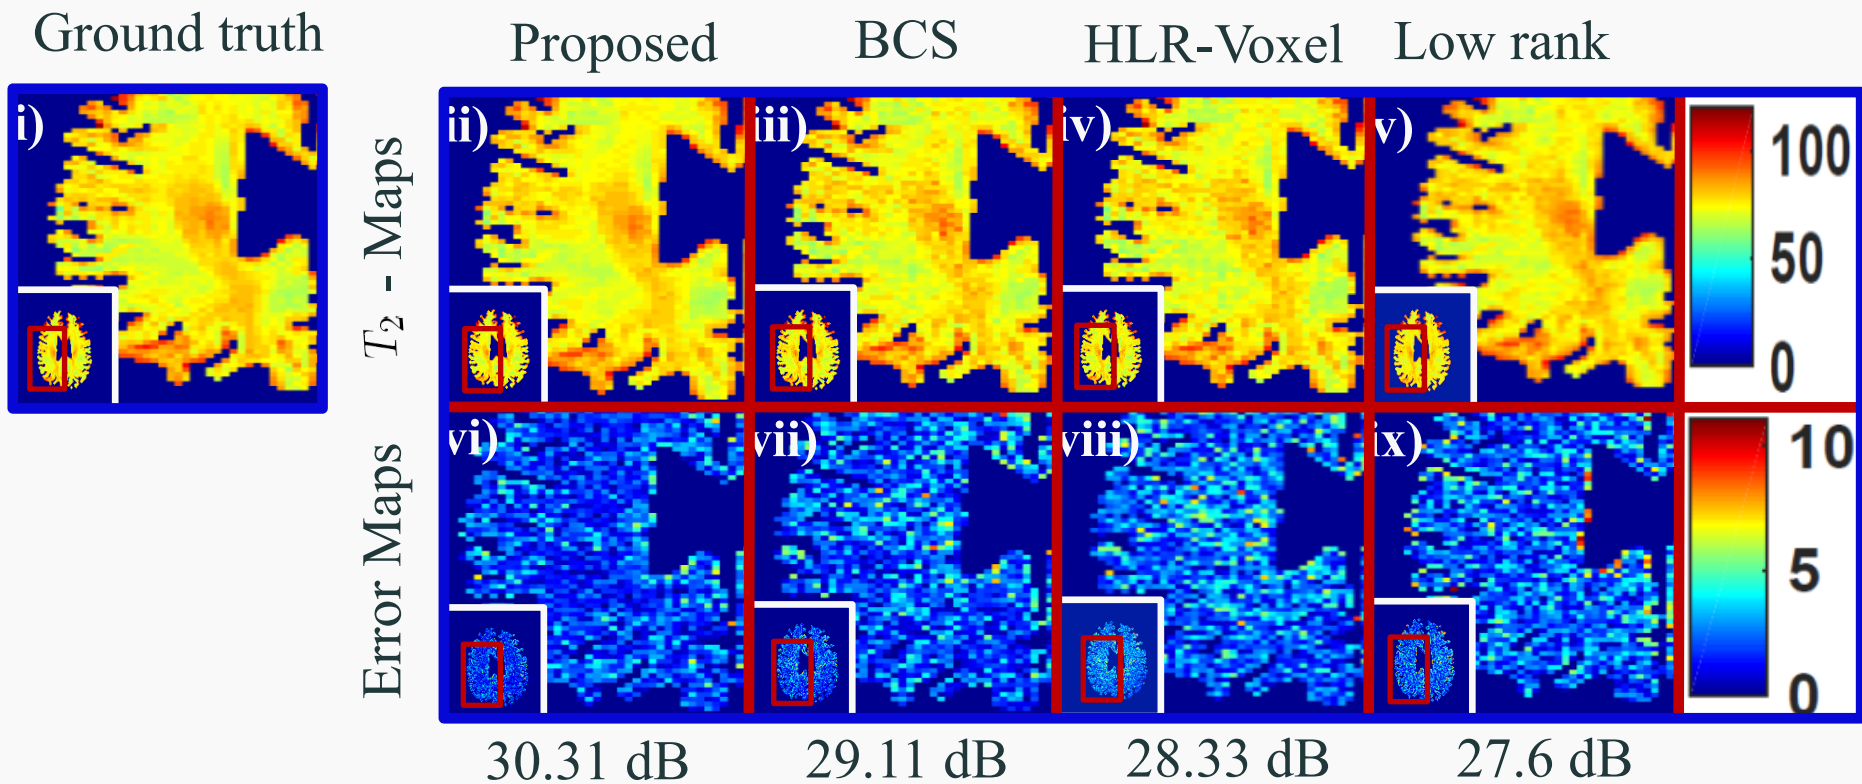 Ground truth
Proposed
BCS
HLR-Voxel
Low rank
T2 - Maps
i)
ii)
iii)
iv)
v)
100
50
0
Error Maps
vi)
vii)
viii)
ix)
10
5
0
30.31 dB
29.11 dB
28.33 dB
27.6 dB